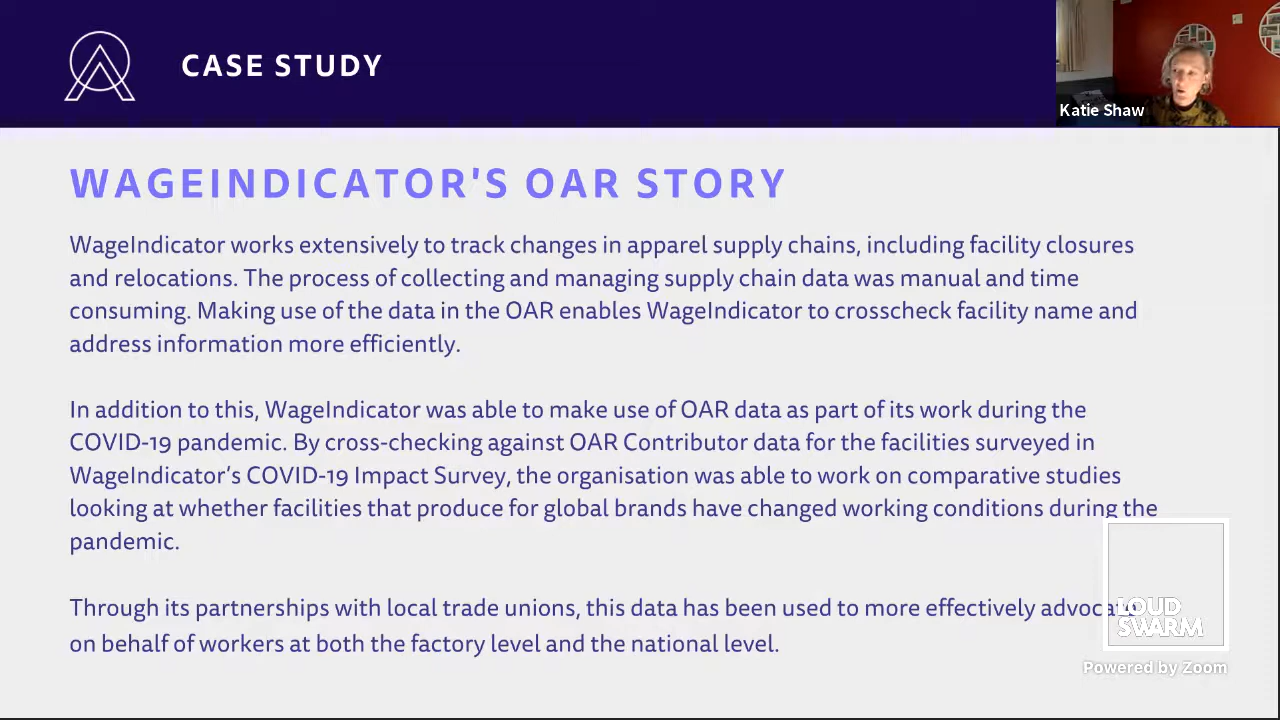 CASE STUDY
Katie Shaw
WAGEINDICATOR'S OAR STORY
WageIndicator works extensively to track changes in apparel supply chains, including facility closures
and relocations. The process of collecting and managing supply chain data was manual and time
consuming. Making use of the data in the OAR enables WageIndicator to crosscheck facility name and
address information more efficiently.
In addition to this, WageIndicator was able to make use of OAR data as part of its work during the
COVID-19 pandemic. By cross-checking against OAR Contributor data for the facilities surveyed in
WageIndicator's COVID-19 Impact Survey, the organisation was able to work on comparative studies
looking at whether facilities that produce for global brands have changed working conditions during the
pandemic.
Through its partnerships with local trade unions, this data has been used to more effectively advocate
on behalf of workers at both the factory level and the national level.
LOUD
SWARM
Powered by Zoom